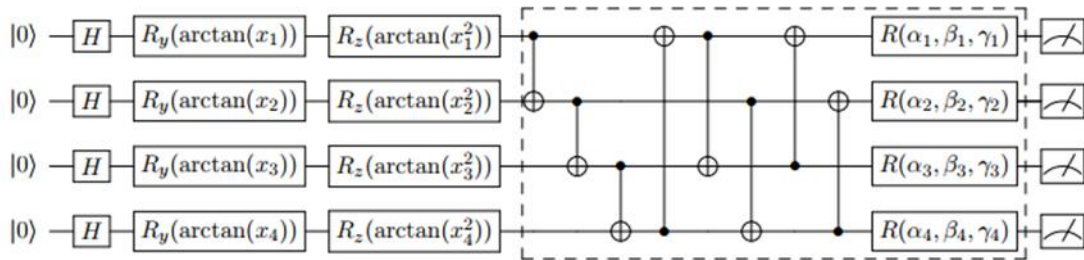 |0⟩ H R_y(arctan(x_1)) R_z(arctan(x_1^2)) R(α_1, β_1, γ_1)
|0⟩ H R_y(arctan(x_2)) R_z(arctan(x_2^2)) R(α_2, β_2, γ_2)
|0⟩ H R_y(arctan(x_3)) R_z(arctan(x_3^2)) R(α_3, β_3, γ_3)
|0⟩ H R_y(arctan(x_4)) R_z(arctan(x_4^2)) R(α_4, β_4, γ_4)